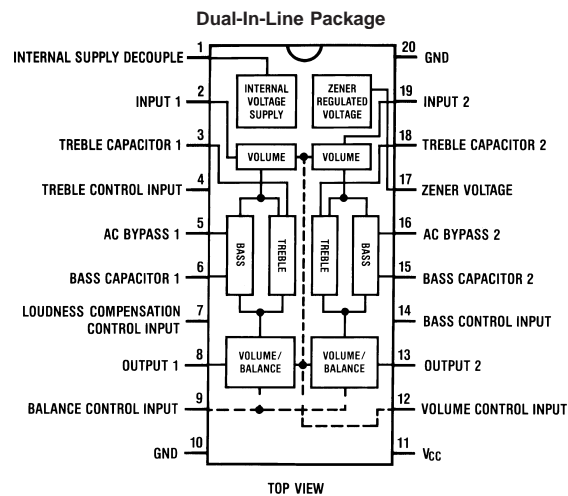 Dual-In-Line Package
1
INTERNAL SUPPLY DECOUPLE
20
GND
2
INPUT 1
19
INPUT 2
3
TREBLE CAPACITOR 1
18
TREBLE CAPACITOR 2
4
TREBLE CONTROL INPUT
17
ZENER VOLTAGE
5
AC BYPASS 1
16
AC BYPASS 2
6
BASS CAPACITOR 1
15
BASS CAPACITOR 2
7
LOUDNESS COMPENSATION
CONTROL INPUT
14
BASS CONTROL INPUT
8
OUTPUT 1
13
OUTPUT 2
9
BALANCE CONTROL INPUT
12
VOLUME CONTROL INPUT
10
GND
11
VCC
INTERNAL
VOLTAGE
SUPPLY
ZENER
REGULATED
VOLTAGE
VOLUME
VOLUME
BASS
TREBLE
TREBLE
BASS
VOLUME/
BALANCE
VOLUME/
BALANCE
TOP VIEW